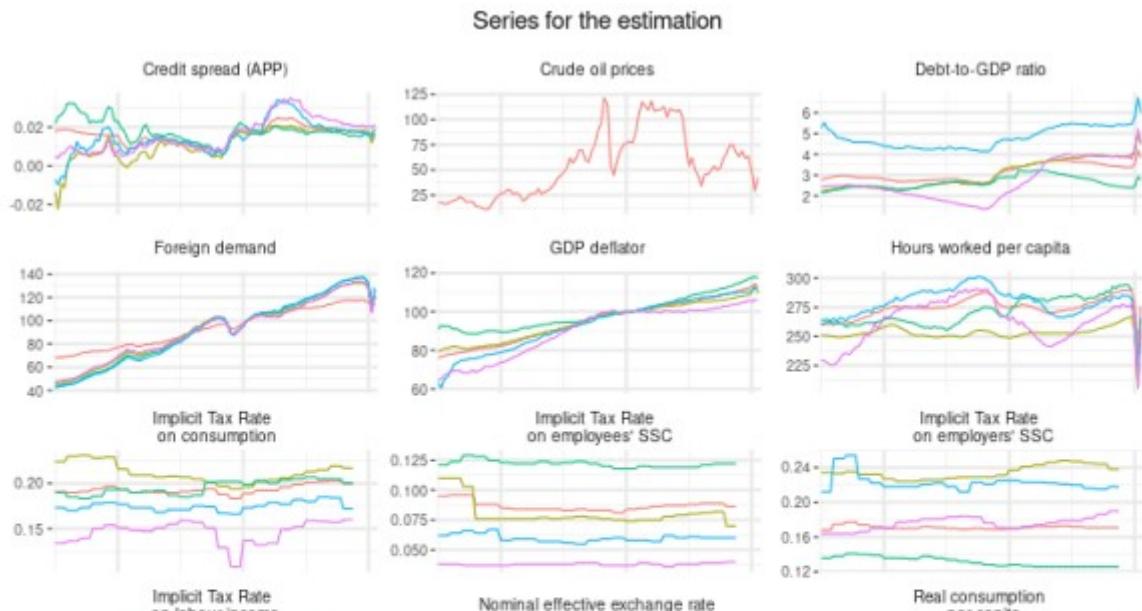 Series for the estimation
Credit spread (APP)
0.02
0.00
-0.02
Crude oil prices
125
100
75
50
25
Debt-to-GDP ratio
6
5
4
3
2
Foreign demand
140
120
100
80
60
40
GDP deflator
120
100
80
60
Hours worked per capita
300
275
250
225
Implicit Tax Rate
on consumption
0.20
0.15
Implicit Tax Rate
on employees' SSC
0.125
0.100
0.075
0.050
Implicit Tax Rate
on employers' SSC
0.24
0.20
0.16
0.12
Implicit Tax Rate
on labour income
Nominal effective exchange rate
Real consumption
per capita